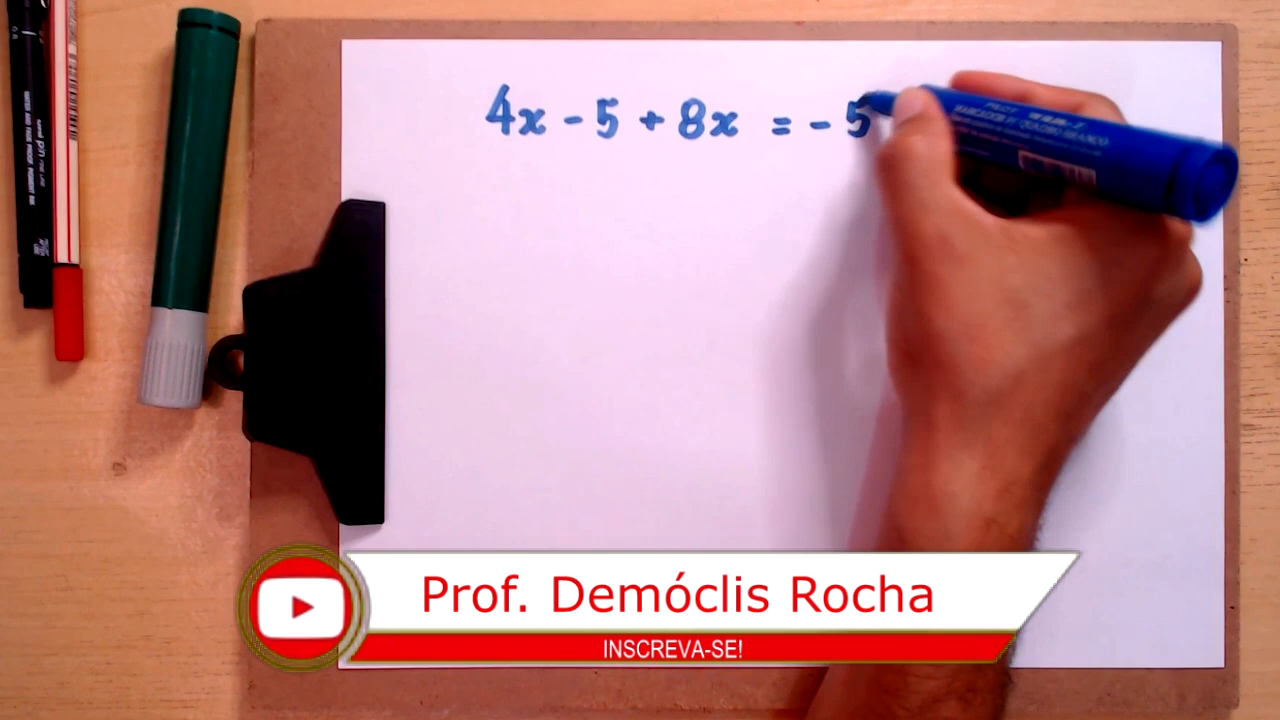 4x - 5 + 8x = - 5
Prof. Demóclis Rocha
INSCREVA-SE!